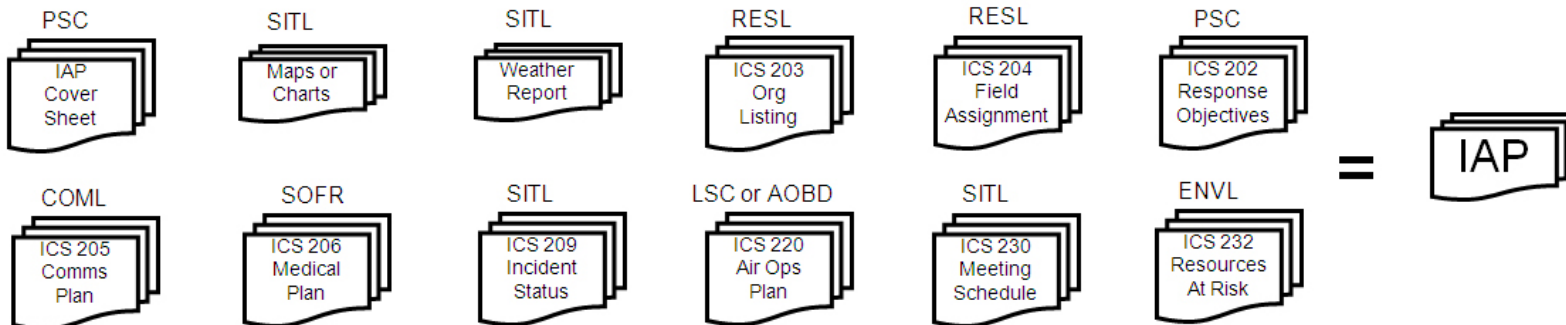 PSC
IAP
Cover
Sheet
SITL
Maps or
Charts
SITL
Weather
Report
RESL
ICS 203
Org
Listing
RESL
ICS 204
Field
Assignment
PSC
ICS 202
Response
Objectives
COML
ICS 205
Comms
Plan
SOFR
ICS 206
Medical
Plan
SITL
ICS 209
Incident
Status
LSC or AOBD
ICS 220
Air Ops
Plan
SITL
ICS 230
Meeting
Schedule
ENVL
ICS 232
Resources
At Risk
=
IAP